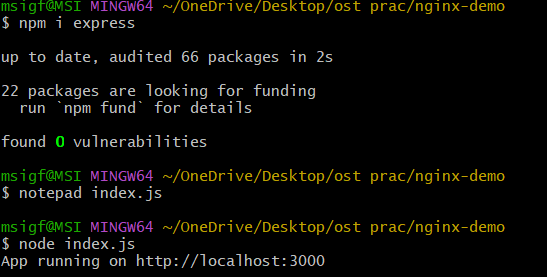 msigf@MSI MINGW64 ~/OneDrive/Desktop/ost prac/nginx-demo
$ npm i express
up to date, audited 66 packages in 2s
22 packages are looking for funding
  run `npm fund` for details
found 0 vulnerabilities
msigf@MSI MINGW64 ~/OneDrive/Desktop/ost prac/nginx-demo
$ notepad index.js
msigf@MSI MINGW64 ~/OneDrive/Desktop/ost prac/nginx-demo
$ node index.js
App running on http://localhost:3000